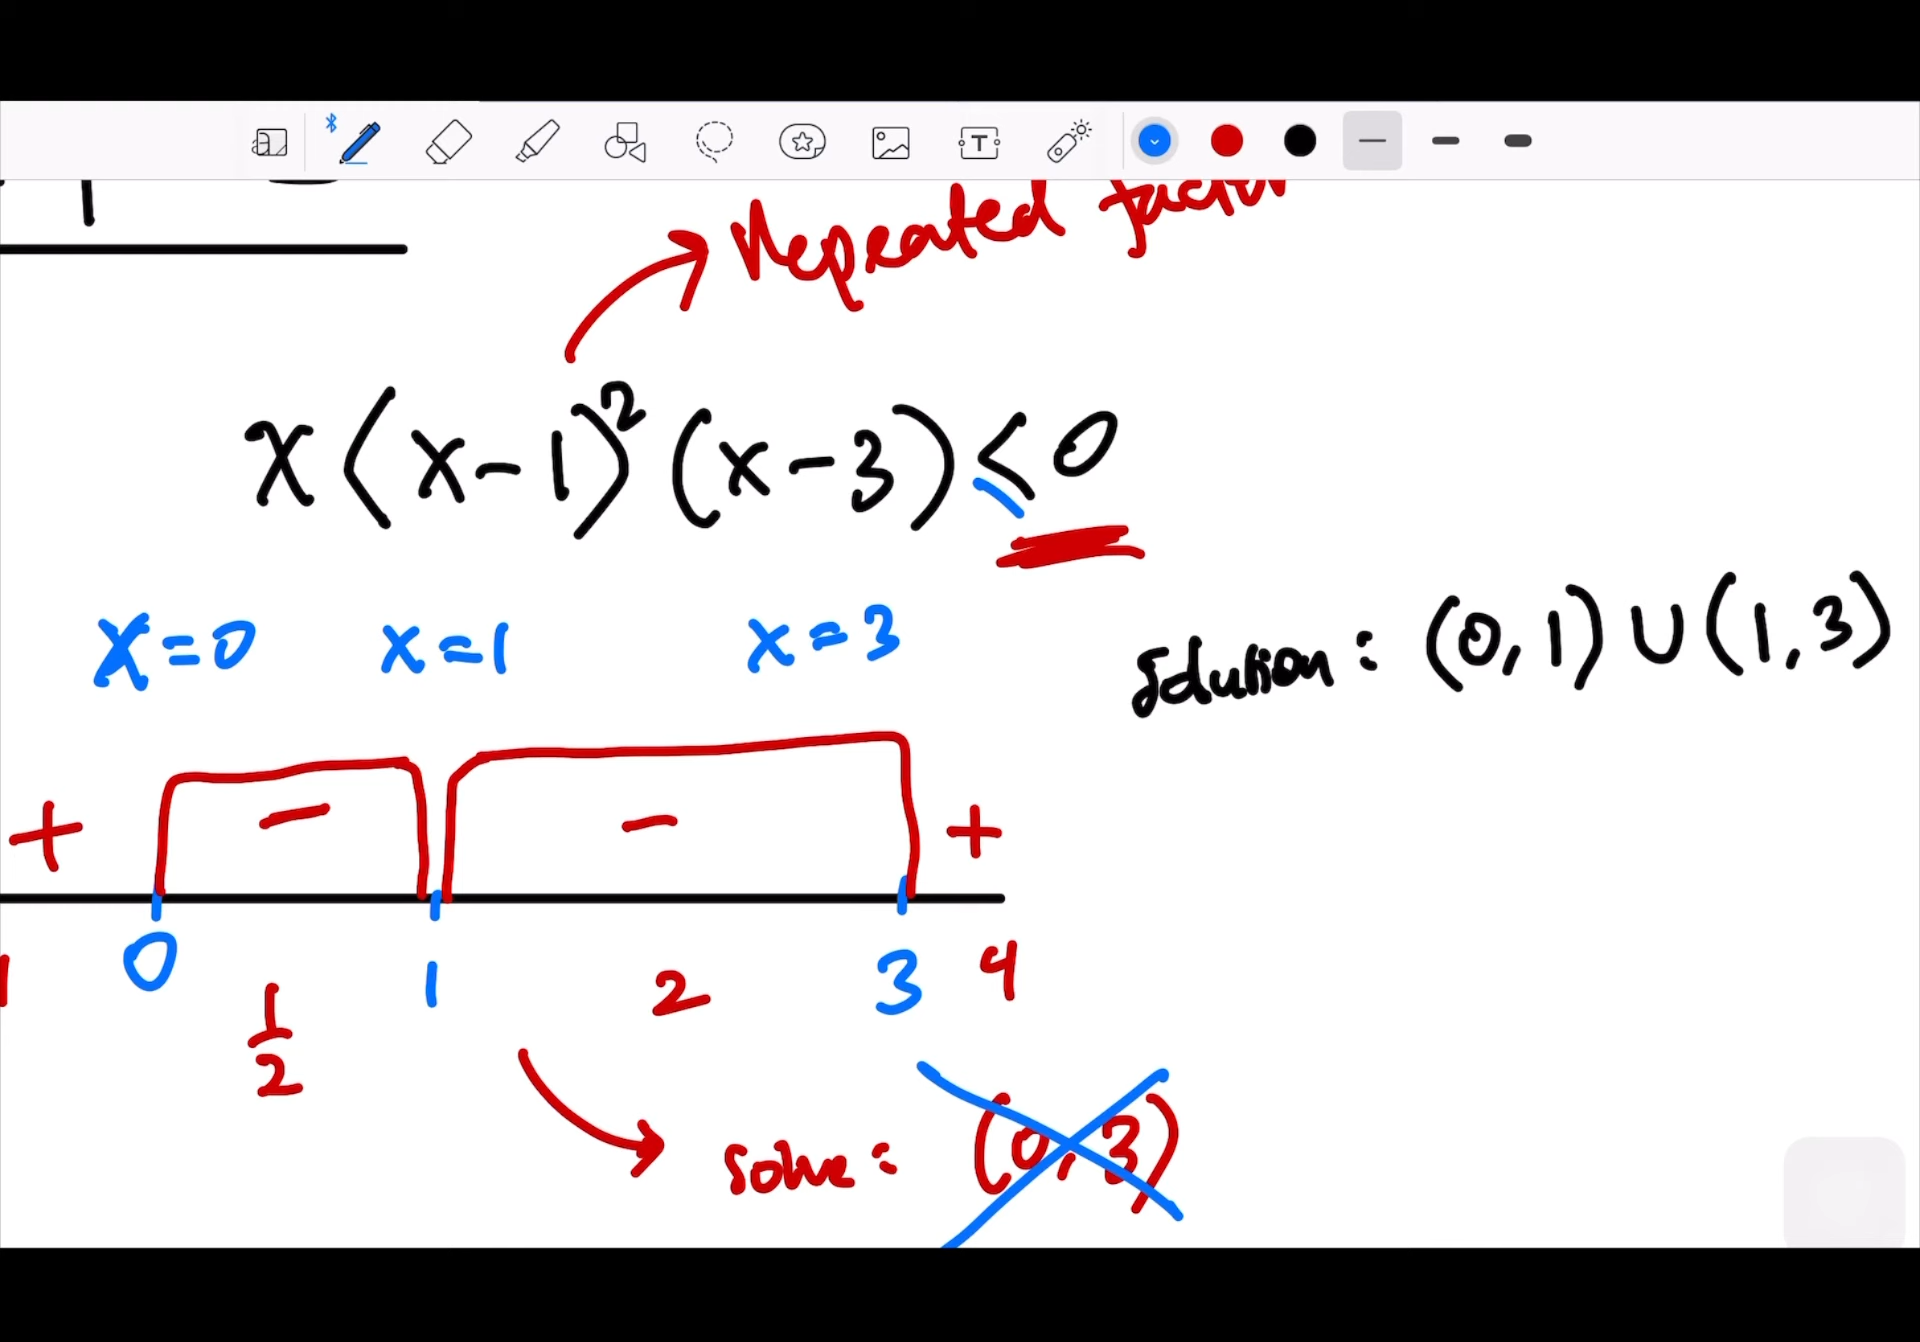 Repeated factor
x(x-1)²(x-3)≤0
x=0 x=1 x=3
Solution: (0,1)∪(1,3)
+ - - +
0 1 2 3 4
1/2
Solve: (0,3)